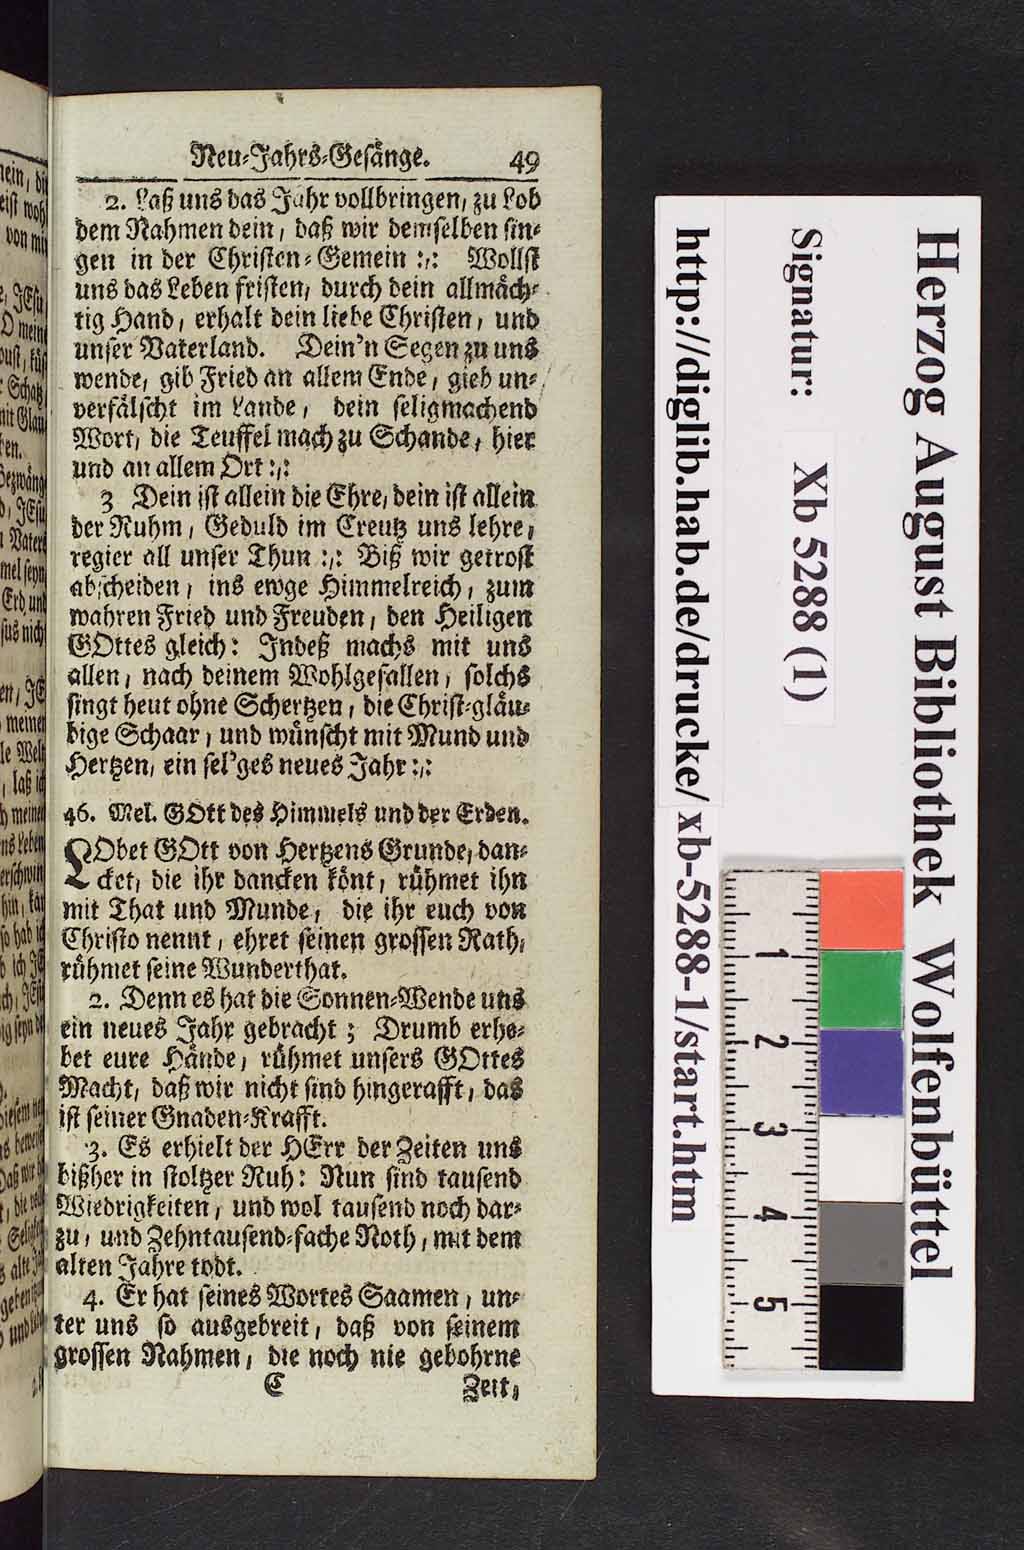 Neu-Jahrs-Gesänge. 49
2. Laß uns das Jahr vollbringen, zu Lob
dem Nahmen dein, daß wir demselben sin-
gen in der Christen-Gemein :,: Wollst
uns das Leben fristen, durch dein allmäch-
tig Hand, erhalt dein liebe Christen, und
unser Vaterland. Dein'n Segen zu uns
wende, gib Fried an allem Ende, gieb un-
verfälscht im Lande, dein seligmachend
Wort, die Teuffel mach zu Schande, hier
und an allem Ort :,:
3 Dein ist allein die Ehre, dein ist allein
der Ruhm, Geduld im Creutz uns lehre,
regier all unser Thun :,: Biß wir getrost
abscheiden, ins ewge Himmelreich, zum
wahren Fried und Freuden, den Heiligen
GOttes gleich: Indeß machs mit uns
allen, nach deinem Wohlgefallen, solchs
singt heut ohne Schertzen, die Christ-gläu-
bige Schaar, und wünscht mit Mund und
Hertzen, ein sel'ges neues Jahr :,:
46. Mel. GOtt des Himmels und der Erden.
LObet GOtt von Hertzens Grunde, dan-
cket, die ihr dancken könt, rühmet ihn
mit That und Munde, die ihr euch von
Christo nennt, ehret seinen grossen Rath,
rühmet seine Wunderthat.
2. Denn es hat die Sonnen-Wende uns
ein neues Jahr gebracht; Drumb erhe-
bet eure Hände, rühmet unsers GOttes
Macht, daß wir nicht sind hingerafft, das
ist seiner Gnaden-Krafft.
3. Es erhielt der HErr der Zeiten uns
bißher in stoltzer Ruh: Nun sind tausend
Wiedrigkeiten, und wol tausend noch dar-
zu, und Zehntausend-fache Noth, mit dem
alten Jahre todt.
4. Er hat seines Wortes Saamen, un-
ter uns so ausgebreit, daß von seinem
grossen Nahmen, die noch nie gebohrne
C Zeit,
Herzog August Bibliothek Wolfenbüttel
Signatur: Xb 5288 (1)
http://diglib.hab.de/drucke/xb-5288-1/start.htm
1
2
3
4
5